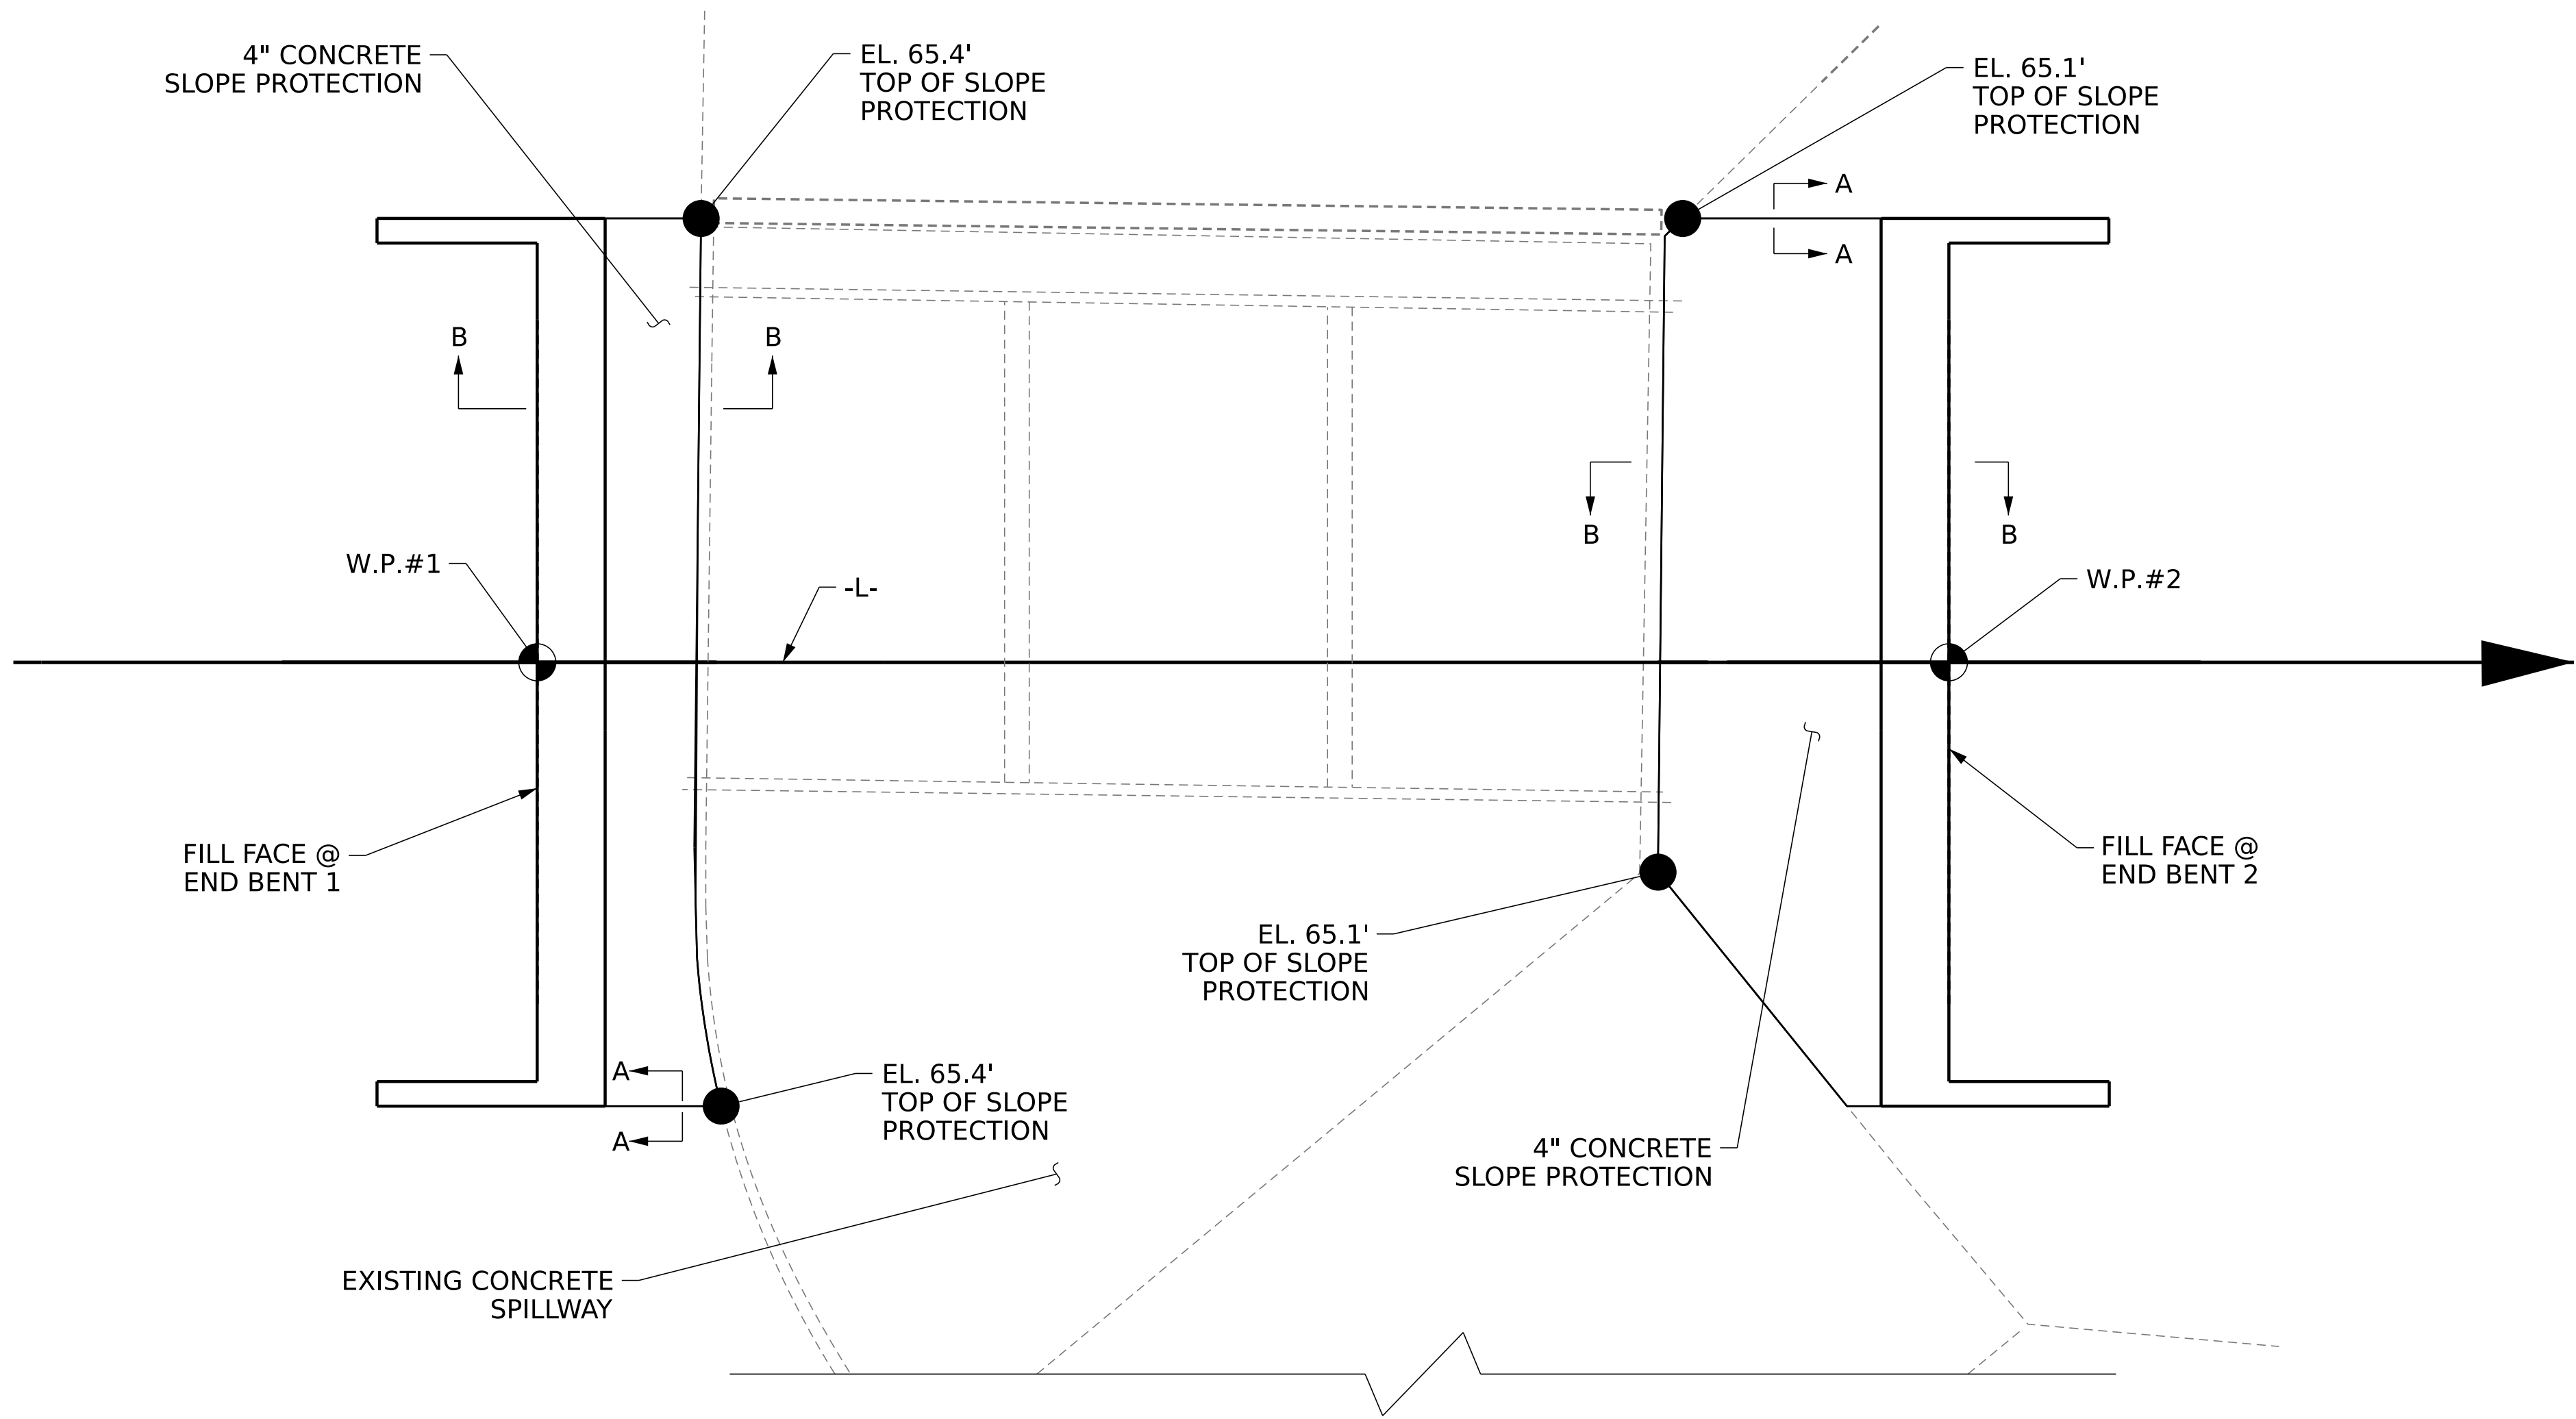 4" CONCRETE
SLOPE PROTECTION
EL. 65.4'
TOP OF SLOPE
PROTECTION
EL. 65.1'
TOP OF SLOPE
PROTECTION
A
A
B
B
B
B
W.P.#1
-L-
W.P.#2
FILL FACE @
END BENT 1
FILL FACE @
END BENT 2
EL. 65.1'
TOP OF SLOPE
PROTECTION
A
A
EL. 65.4'
TOP OF SLOPE
PROTECTION
4" CONCRETE
SLOPE PROTECTION
EXISTING CONCRETE
SPILLWAY